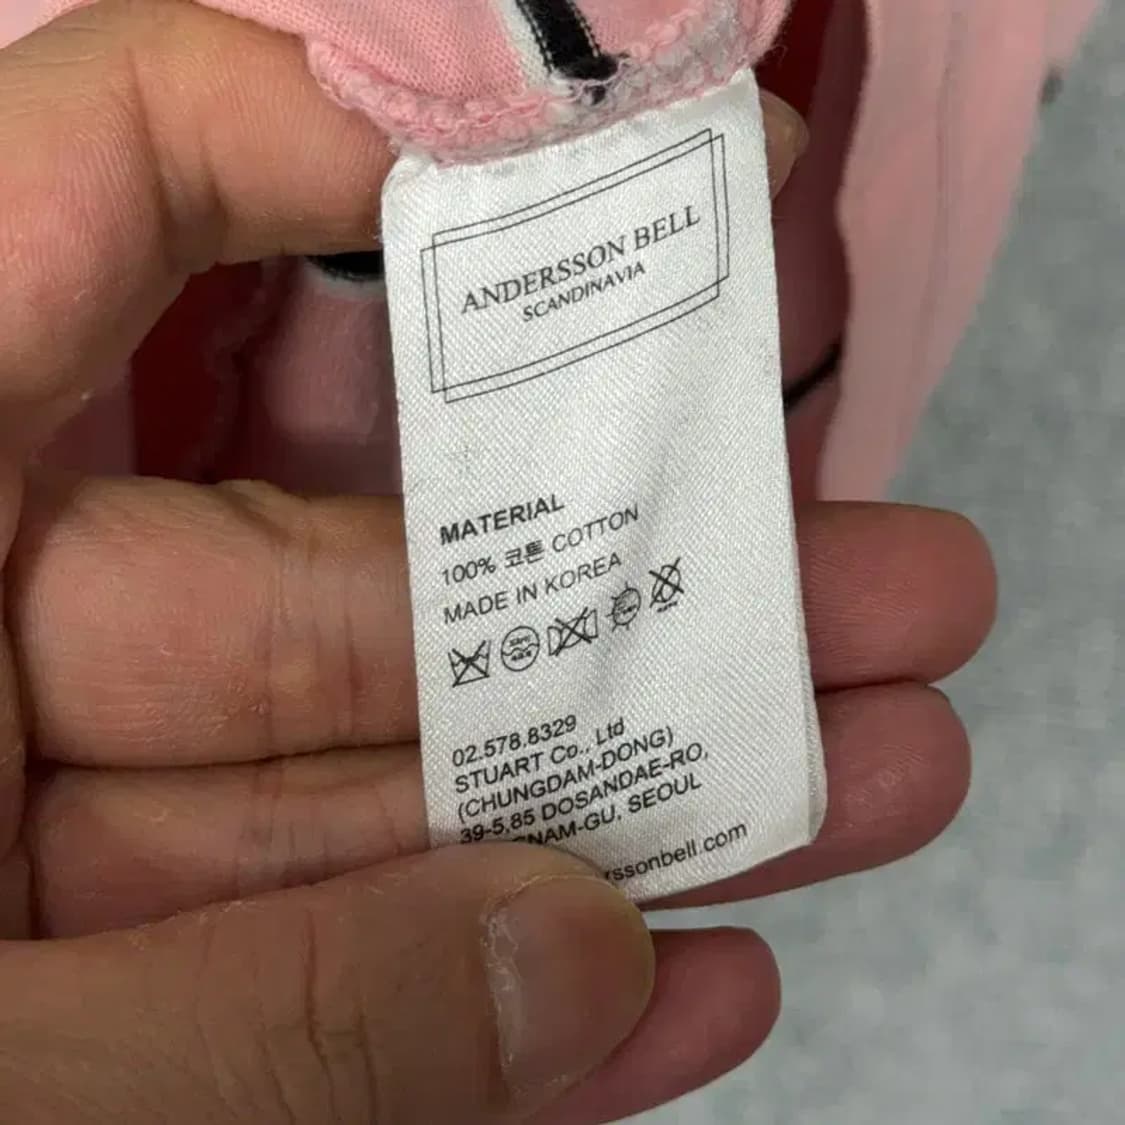 ANDERSSON BELL
SCANDINAVIA
MATERIAL
100% 코튼 COTTON
MADE IN KOREA
02.578.8329
STUART Co., Ltd
(CHUNGDAM-DONG)
39-5,85 DOSANDAE-RO,
NAM-GU, SEOUL
rssonbell.com